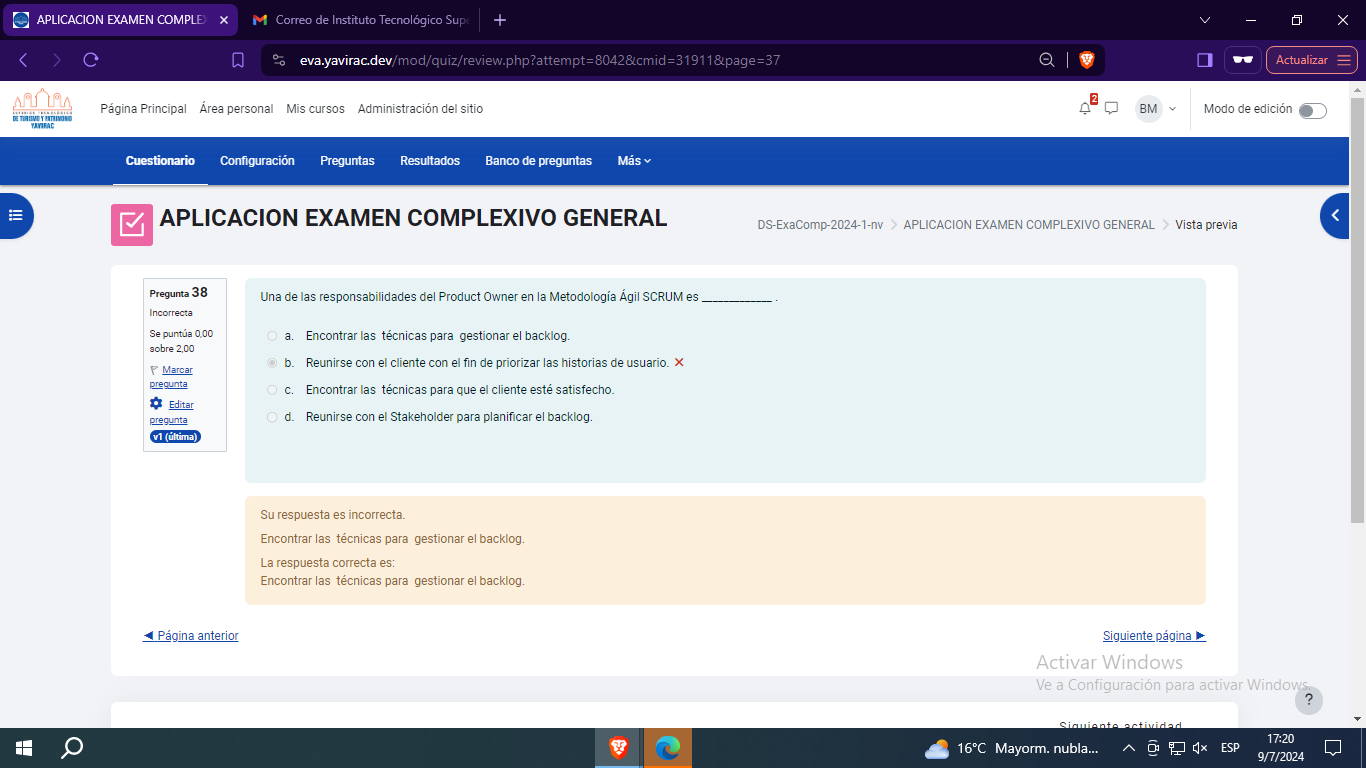 APLICACION EXAMEN COMPLEX
Correo de Instituto Tecnológico Supe
eva.yavirac.dev/mod/quiz/review.php?attempt=8042&cmid=31911&page=37
Actualizar
DE TURISMO Y PATRIMONIO
YAVIRAC
Página Principal Área personal Mis cursos Administración del sitio
2
BM
Modo de edición
Cuestionario Configuración Preguntas Resultados Banco de preguntas Más
APLICACION EXAMEN COMPLEXIVO GENERAL
DS-ExaComp-2024-1-nv > APLICACION EXAMEN COMPLEXIVO GENERAL > Vista previa
Pregunta 38
Incorrecta
Se puntúa 0,00
sobre 2,00
Marcar
pregunta
Editar
pregunta
v1 (última)
Una de las responsabilidades del Product Owner en la Metodología Ágil SCRUM es ____________ .
a. Encontrar las técnicas para gestionar el backlog.
b. Reunirse con el cliente con el fin de priorizar las historias de usuario.
c. Encontrar las técnicas para que el cliente esté satisfecho.
d. Reunirse con el Stakeholder para planificar el backlog.
Su respuesta es incorrecta.
Encontrar las técnicas para gestionar el backlog.
La respuesta correcta es:
Encontrar las técnicas para gestionar el backlog.
◄ Página anterior
Siguiente página ►
Activar Windows
Ve a Configuración para activar Windows.
?
Siguiente actividad
16°C Mayorm. nubla...
ESP
17:20
9/7/2024